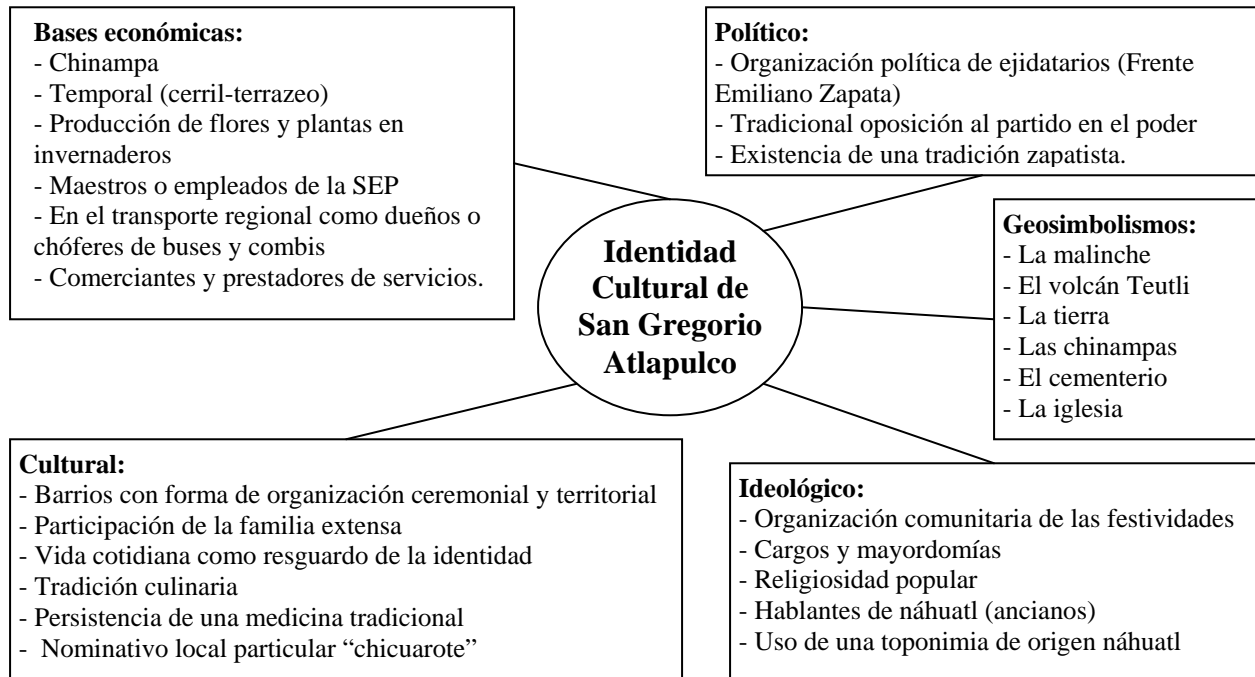 Bases económicas:
- Chinampa
- Temporal (cerril-terrazeo)
- Producción de flores y plantas en
invernaderos
- Maestros o empleados de la SEP
- En el transporte regional como dueños o
chóferes de buses y combis
- Comerciantes y prestadores de servicios.
Político:
- Organización política de ejidatarios (Frente
Emiliano Zapata)
- Tradicional oposición al partido en el poder
- Existencia de una tradición zapatista.
Identidad
Cultural de
San Gregorio
Atlapulco
Geosimbolismos:
- La malinche
- El volcán Teutli
- La tierra
- Las chinampas
- El cementerio
- La iglesia
Cultural:
- Barrios con forma de organización ceremonial y territorial
- Participación de la familia extensa
- Vida cotidiana como resguardo de la identidad
- Tradición culinaria
- Persistencia de una medicina tradicional
- Nominativo local particular “chicuarote”
Ideológico:
- Organización comunitaria de las festividades
- Cargos y mayordomías
- Religiosidad popular
- Hablantes de náhuatl (ancianos)
- Uso de una toponimia de origen náhuatl